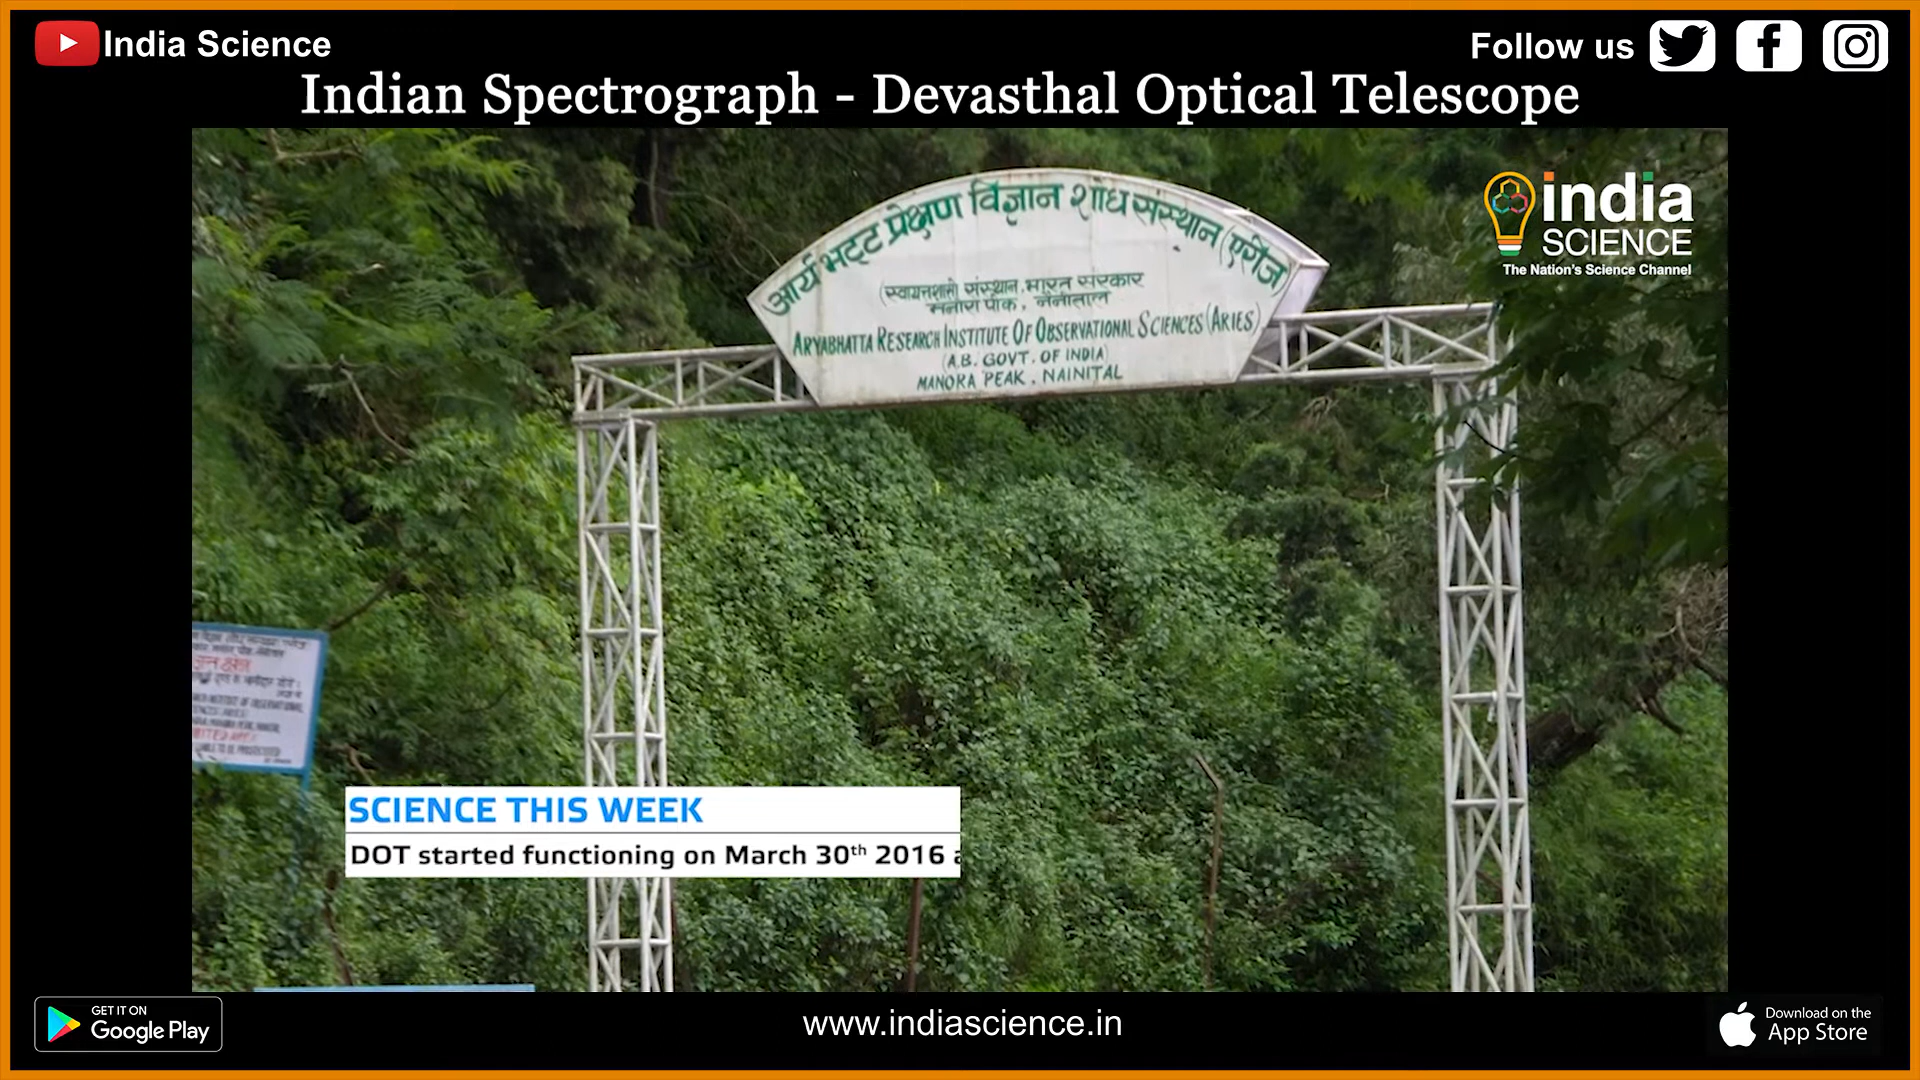 India Science
Follow us
Indian Spectrograph - Devasthal Optical Telescope
india
SCIENCE
The Nation's Science Channel
आर्य भट्ट प्रेक्षण विज्ञान शोध संस्थान (एरीज)
(स्वायत्तशासी संस्थान, भारत सरकार
मनोरा पीक, नैनीताल
ARYABHATTA RESEARCH INSTITUTE OF OBSERVATIONAL SCIENCES (ARIES)
(A.B. GOVT. OF INDIA)
MANORA PEAK, NAINITAL
SCIENCE THIS WEEK
DOT started functioning on March 30th 2016
GET IT ON
Google Play
www.indiascience.in
Download on the
App Store